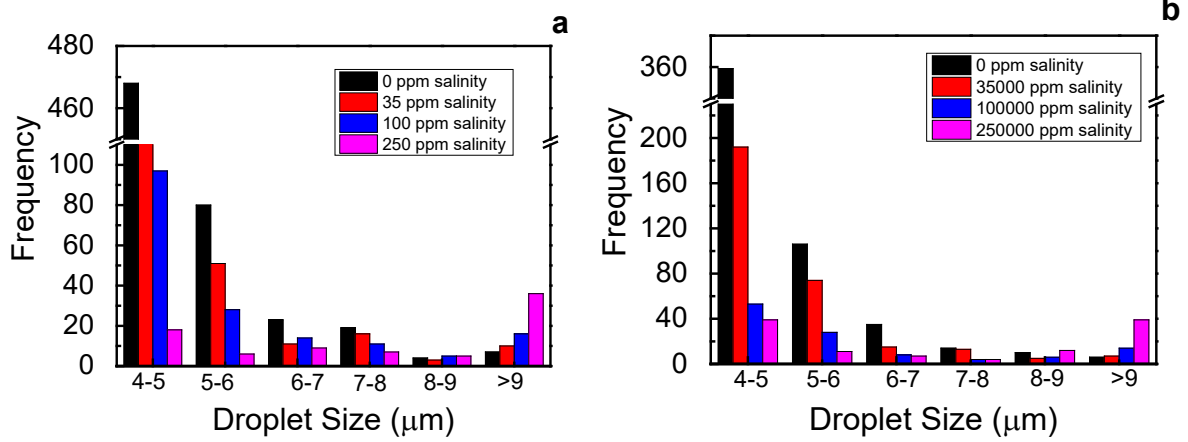 a
480
460
100
80
60
40
20
0
Frequency
0 ppm salinity
35 ppm salinity
100 ppm salinity
250 ppm salinity
4-5 5-6 6-7 7-8 8-9 >9
Droplet Size (μm)
b
360
200
160
120
80
40
0
Frequency
0 ppm salinity
35000 ppm salinity
100000 ppm salinity
250000 ppm salinity
4-5 5-6 6-7 7-8 8-9 >9
Droplet Size (μm)